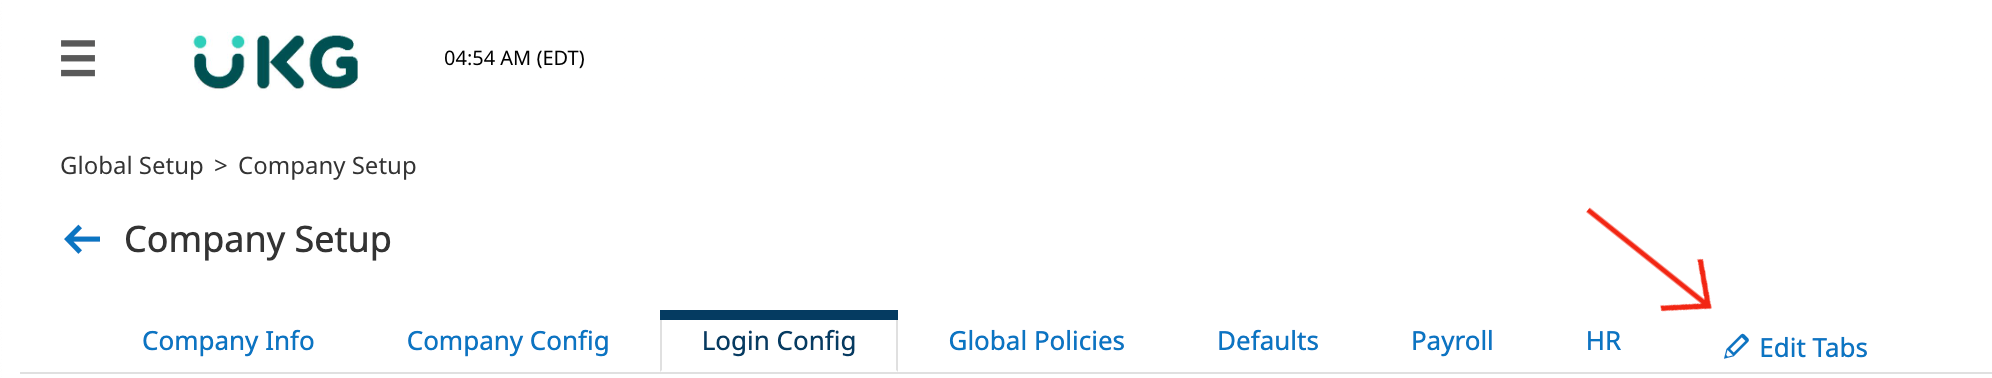 UKG 04:54 AM (EDT)
Global Setup > Company Setup
Company Setup
Company Info Company Config Login Config Global Policies Defaults Payroll HR Edit Tabs